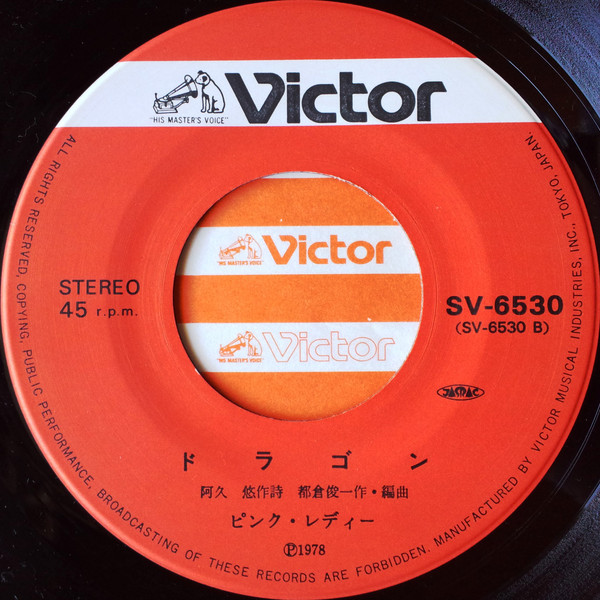 Victor
"HIS MASTER'S VOICE"
Victor
"HIS MASTER'S VOICE"
Victor
"HIS MASTER'S VOICE"
STEREO
45 r.p.m.
SV-6530
(SV-6530 B)
JASRAC
ドラゴン
阿久 悠作詩 都倉俊一作・編曲
ピンク・レディー
Ⓟ1978
ALL RIGHTS RESERVED, COPYING, PUBLIC PERFORMANCE, BROADCASTING OF THESE RECORDS ARE FORBIDDEN. MANUFACTURED BY VICTOR MUSICAL INDUSTRIES, INC., TOKYO, JAPAN.